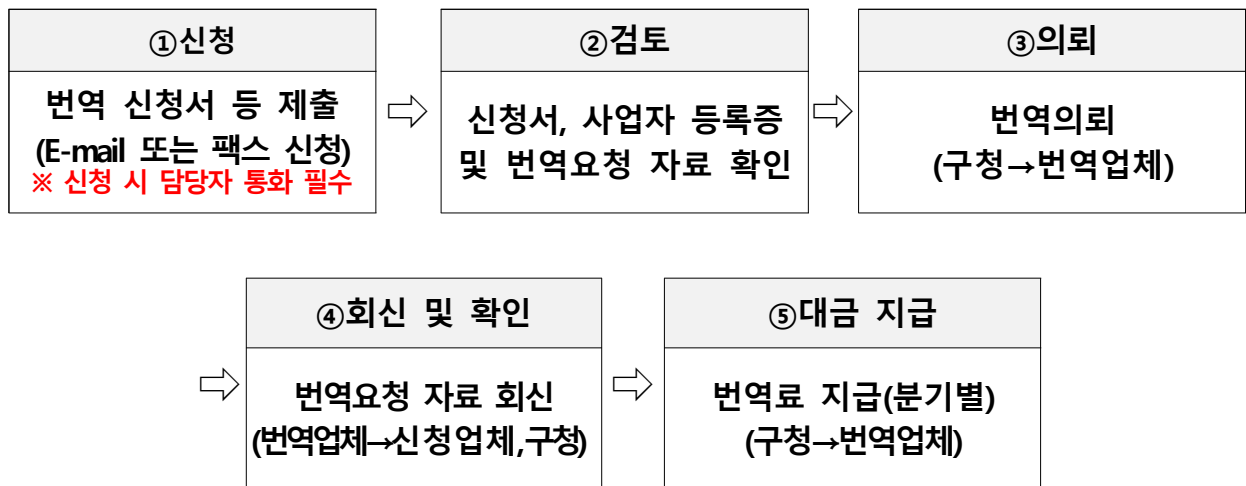 ①신청
번역 신청서 등 제출
(E-mail 또는 팩스 신청)
※ 신청 시 담당자 통화 필수
②검토
신청서, 사업자 등록증
및 번역요청 자료 확인
③의뢰
번역의뢰
(구청→번역업체)
④회신 및 확인
번역요청 자료 회신
(번역업체→신청업체,구청)
⑤대금 지급
번역료 지급(분기별)
(구청→번역업체)